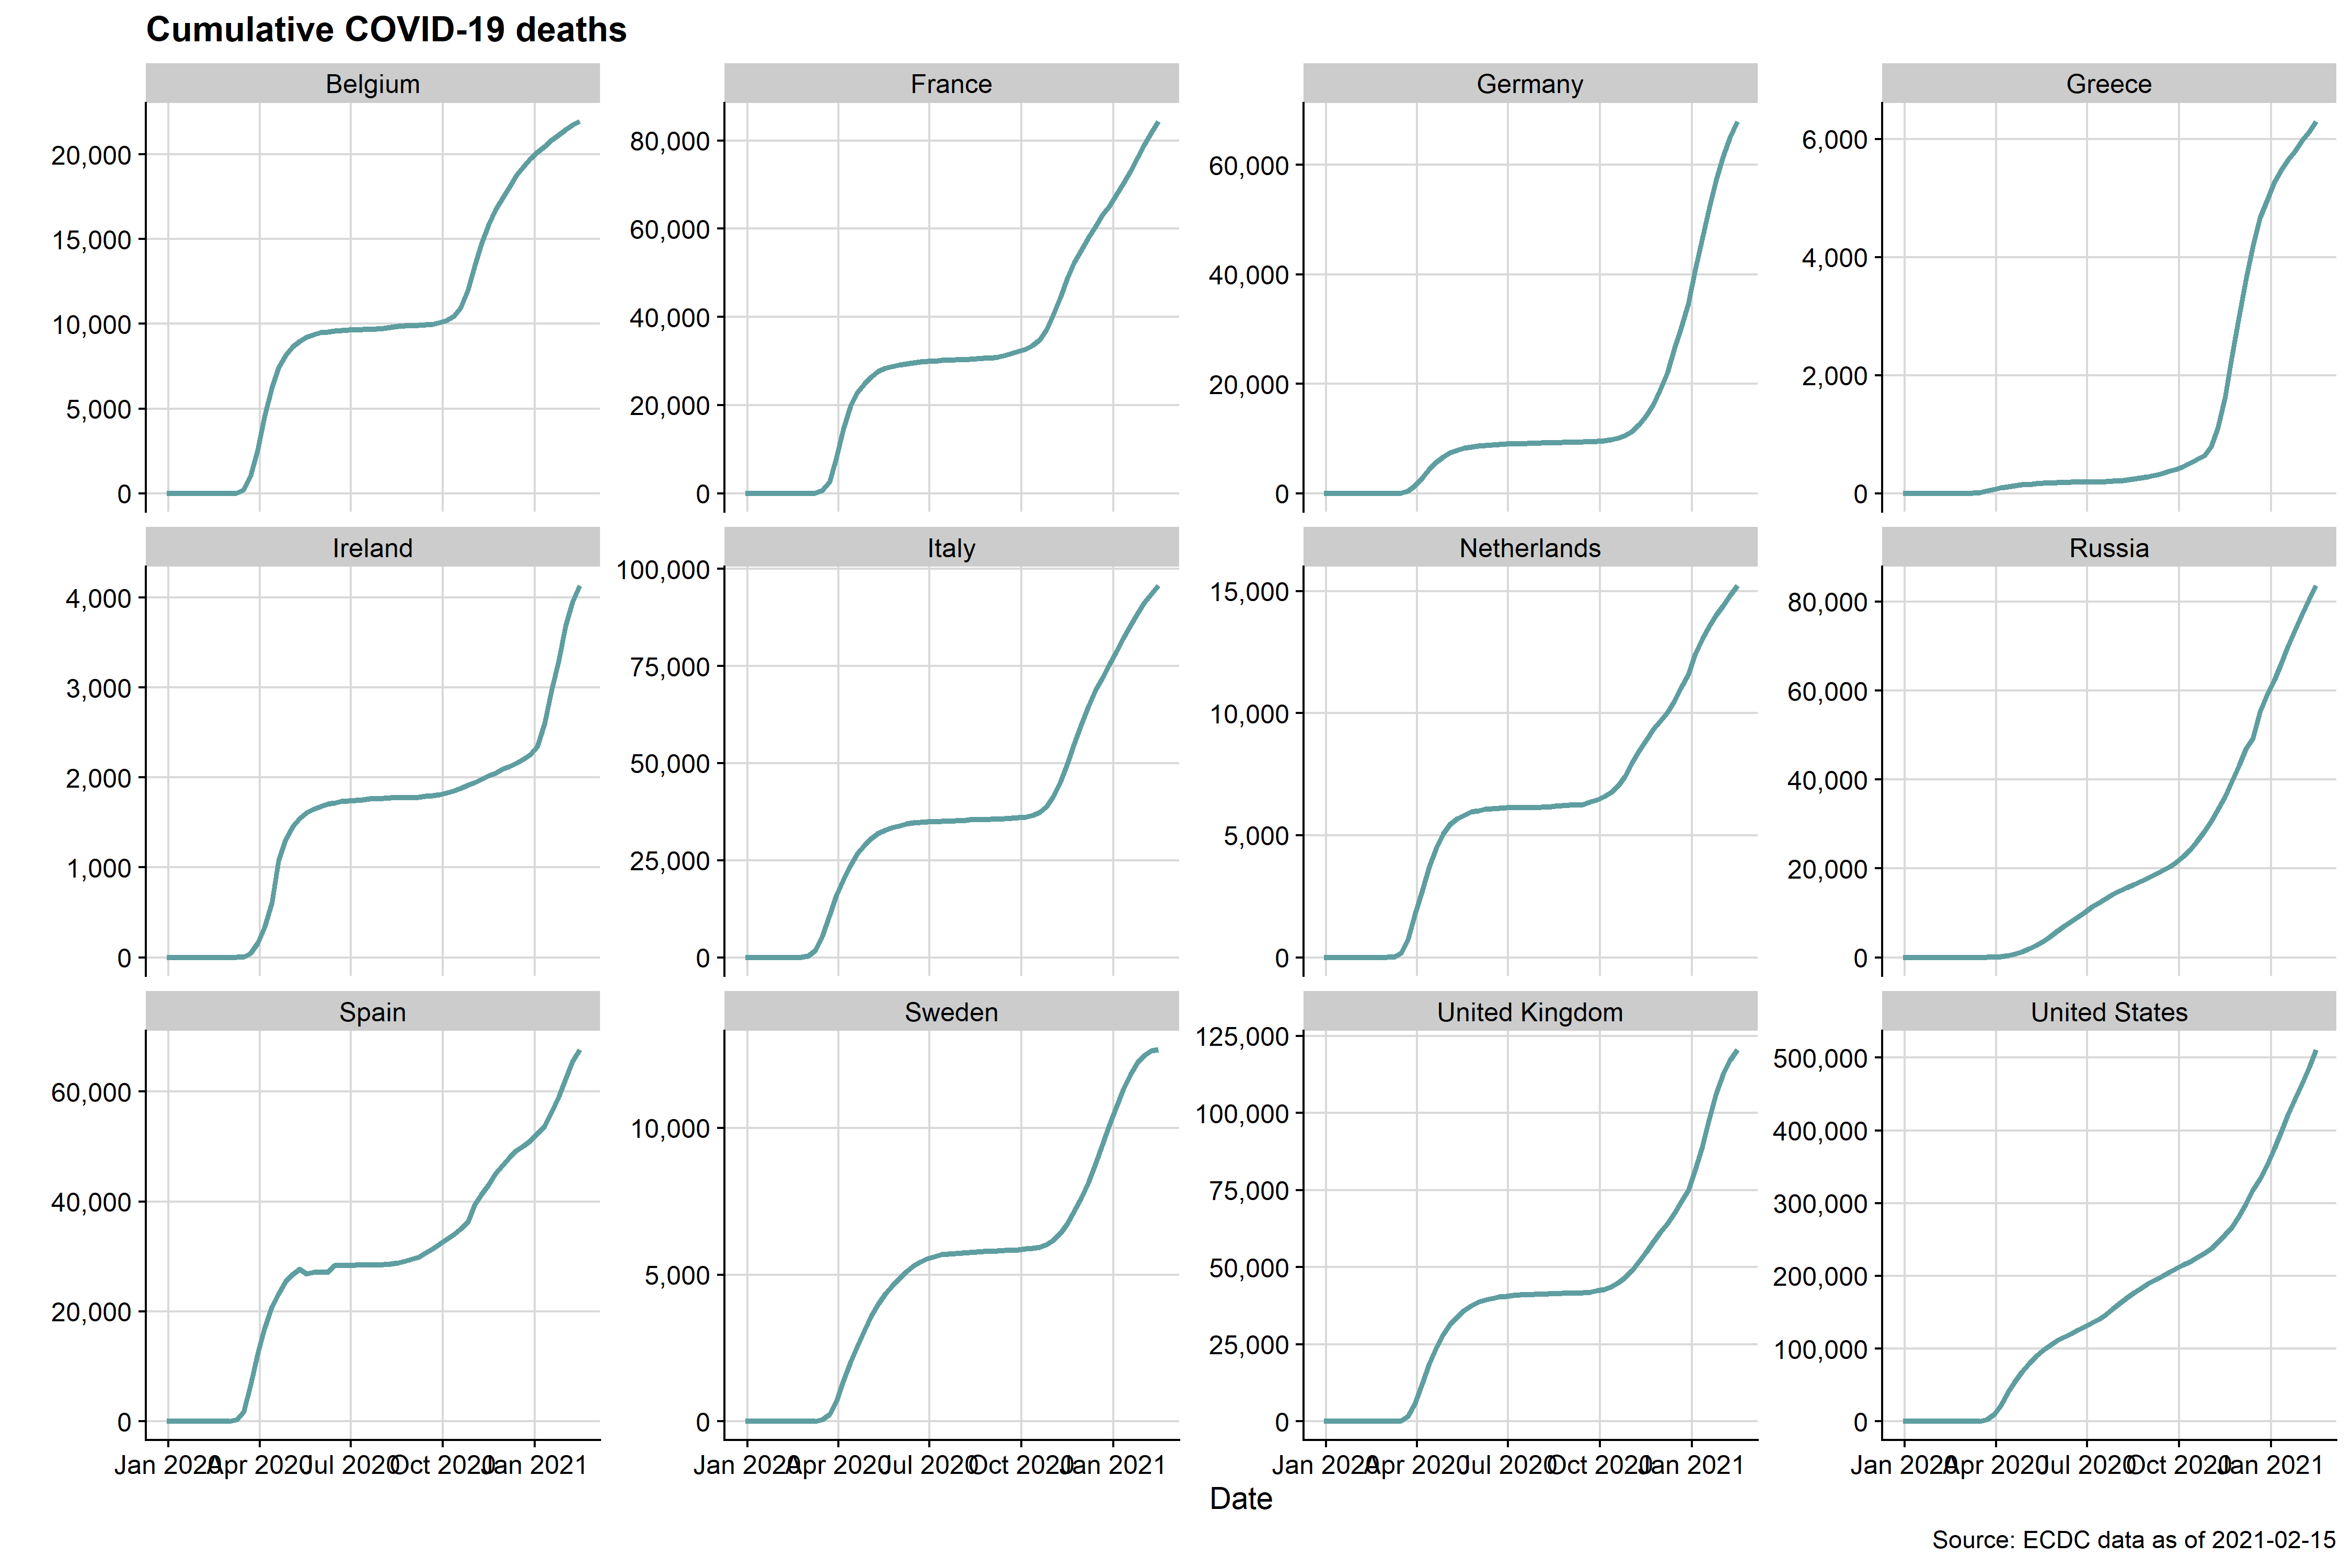 Cumulative COVID-19 deaths
Belgium
France
Germany
Greece
20,000
15,000
10,000
5,000
0
80,000
60,000
40,000
20,000
0
60,000
40,000
20,000
0
6,000
4,000
2,000
0
Ireland
Italy
Netherlands
Russia
4,000
3,000
2,000
1,000
0
100,000
75,000
50,000
25,000
0
15,000
10,000
5,000
0
80,000
60,000
40,000
20,000
0
Spain
Sweden
United Kingdom
United States
60,000
40,000
20,000
0
10,000
5,000
0
125,000
100,000
75,000
50,000
25,000
0
500,000
400,000
300,000
200,000
100,000
0
Jan 2020 Apr 2020 Jul 2020 Oct 2020 Jan 2021
Jan 2020 Apr 2020 Jul 2020 Oct 2020 Jan 2021
Jan 2020 Apr 2020 Jul 2020 Oct 2020 Jan 2021
Jan 2020 Apr 2020 Jul 2020 Oct 2020 Jan 2021
Date
Source: ECDC data as of 2021-02-15